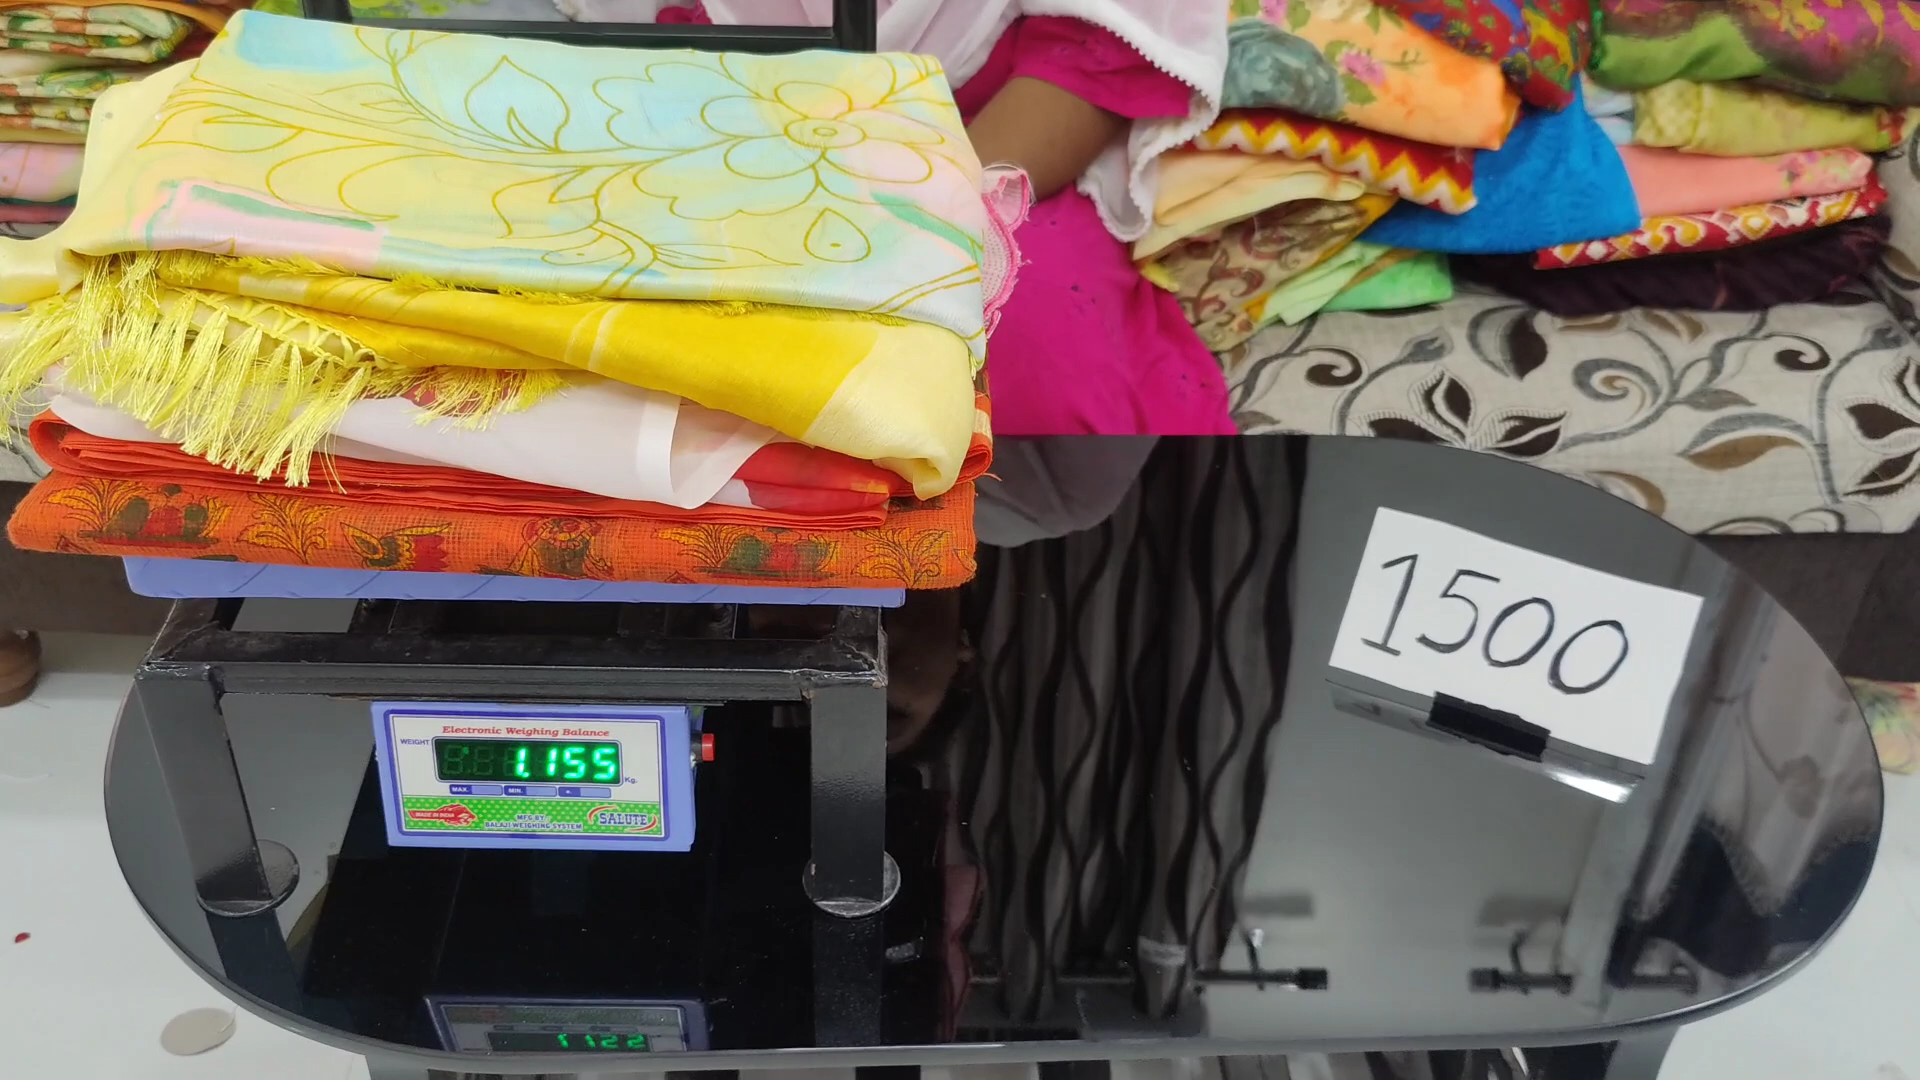 1500
Electronic Weighing Balance
WEIGHT
1.155
Kg.
MAX.
MIN.
MADE IN INDIA
MFG BY:
BALAJI WEIGHING SYSTEM
SALUTE